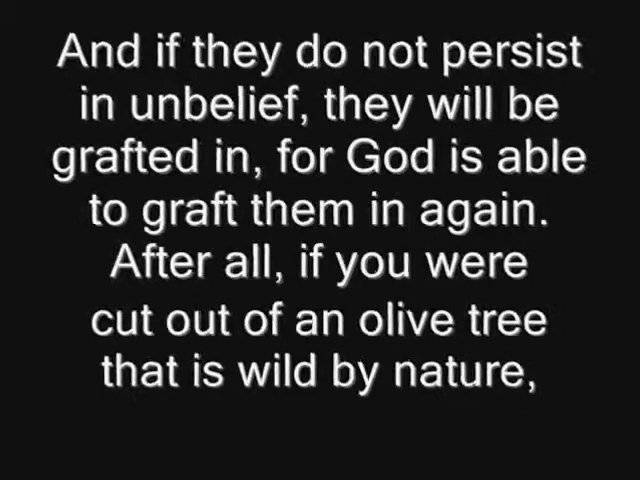 And if they do not persist
in unbelief, they will be
grafted in, for God is able
to graft them in again.
After all, if you were
cut out of an olive tree
that is wild by nature,